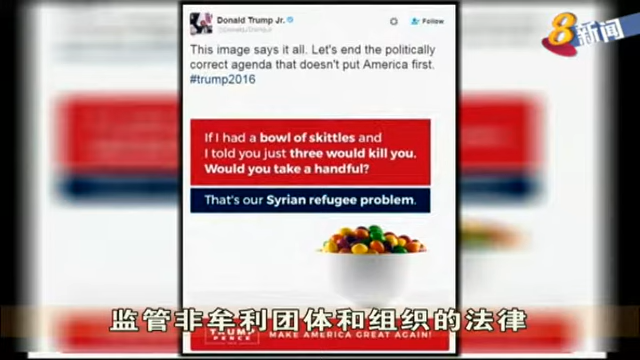 Donald Trump Jr.
@DonaldJTrumpJr
Follow
8 新闻
This image says it all. Let's end the politically
correct agenda that doesn't put America first.
#trump2016
If I had a bowl of skittles and
I told you just three would kill you.
Would you take a handful?
That's our Syrian refugee problem.
监管非牟利团体和组织的法律
TRUMP
PENCE
MAKE AMERICA GREAT AGAIN!